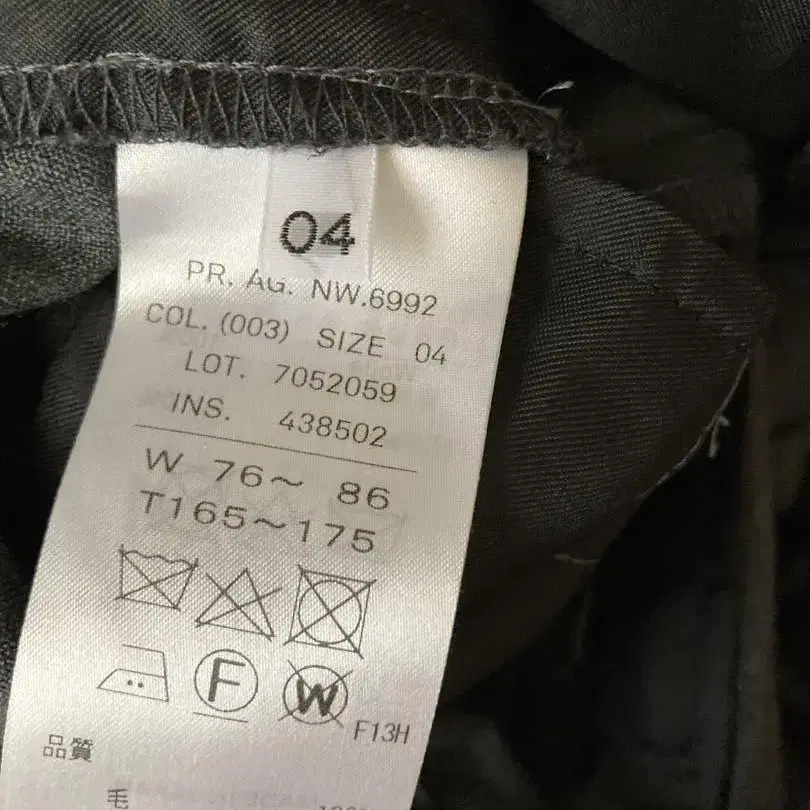 04
PR. AG. NW.6992
COL. (003) SIZE 04
LOT. 7052059
INS. 438502
W 76～ 86
T165～175
F
W
F13H
品質
毛